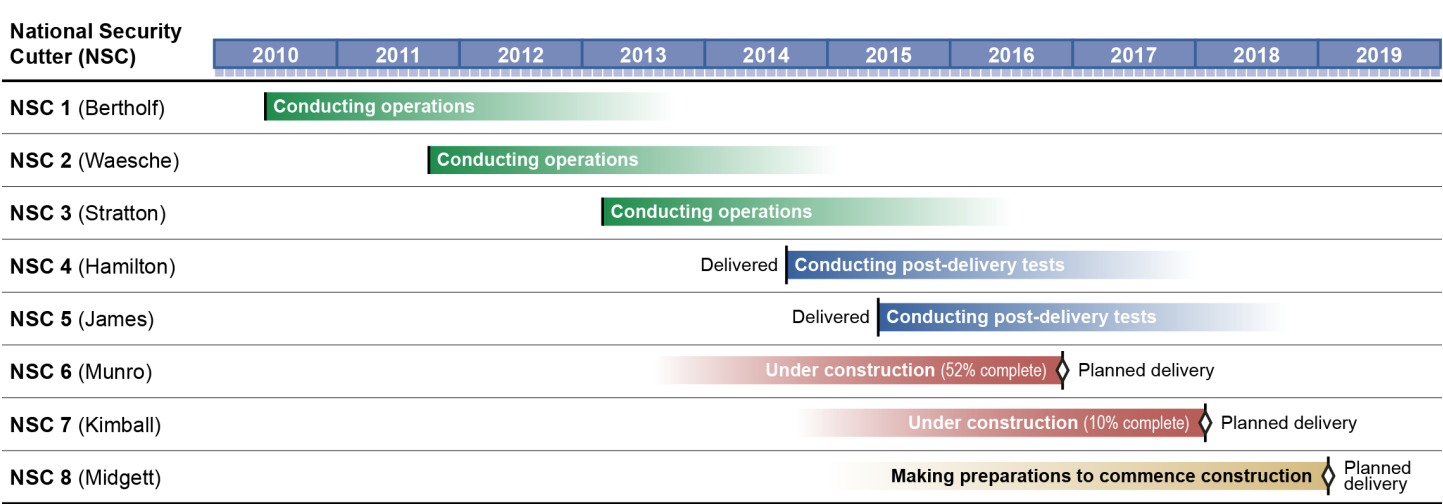 National Security
Cutter (NSC)
2010 2011 2012 2013 2014 2015 2016 2017 2018 2019
NSC 1 (Bertholf) Conducting operations
NSC 2 (Waesche) Conducting operations
NSC 3 (Stratton) Conducting operations
NSC 4 (Hamilton) Delivered Conducting post-delivery tests
NSC 5 (James) Delivered Conducting post-delivery tests
NSC 6 (Munro) Under construction (52% complete) Planned delivery
NSC 7 (Kimball) Under construction (10% complete) Planned delivery
NSC 8 (Midgett) Making preparations to commence construction Planned
delivery